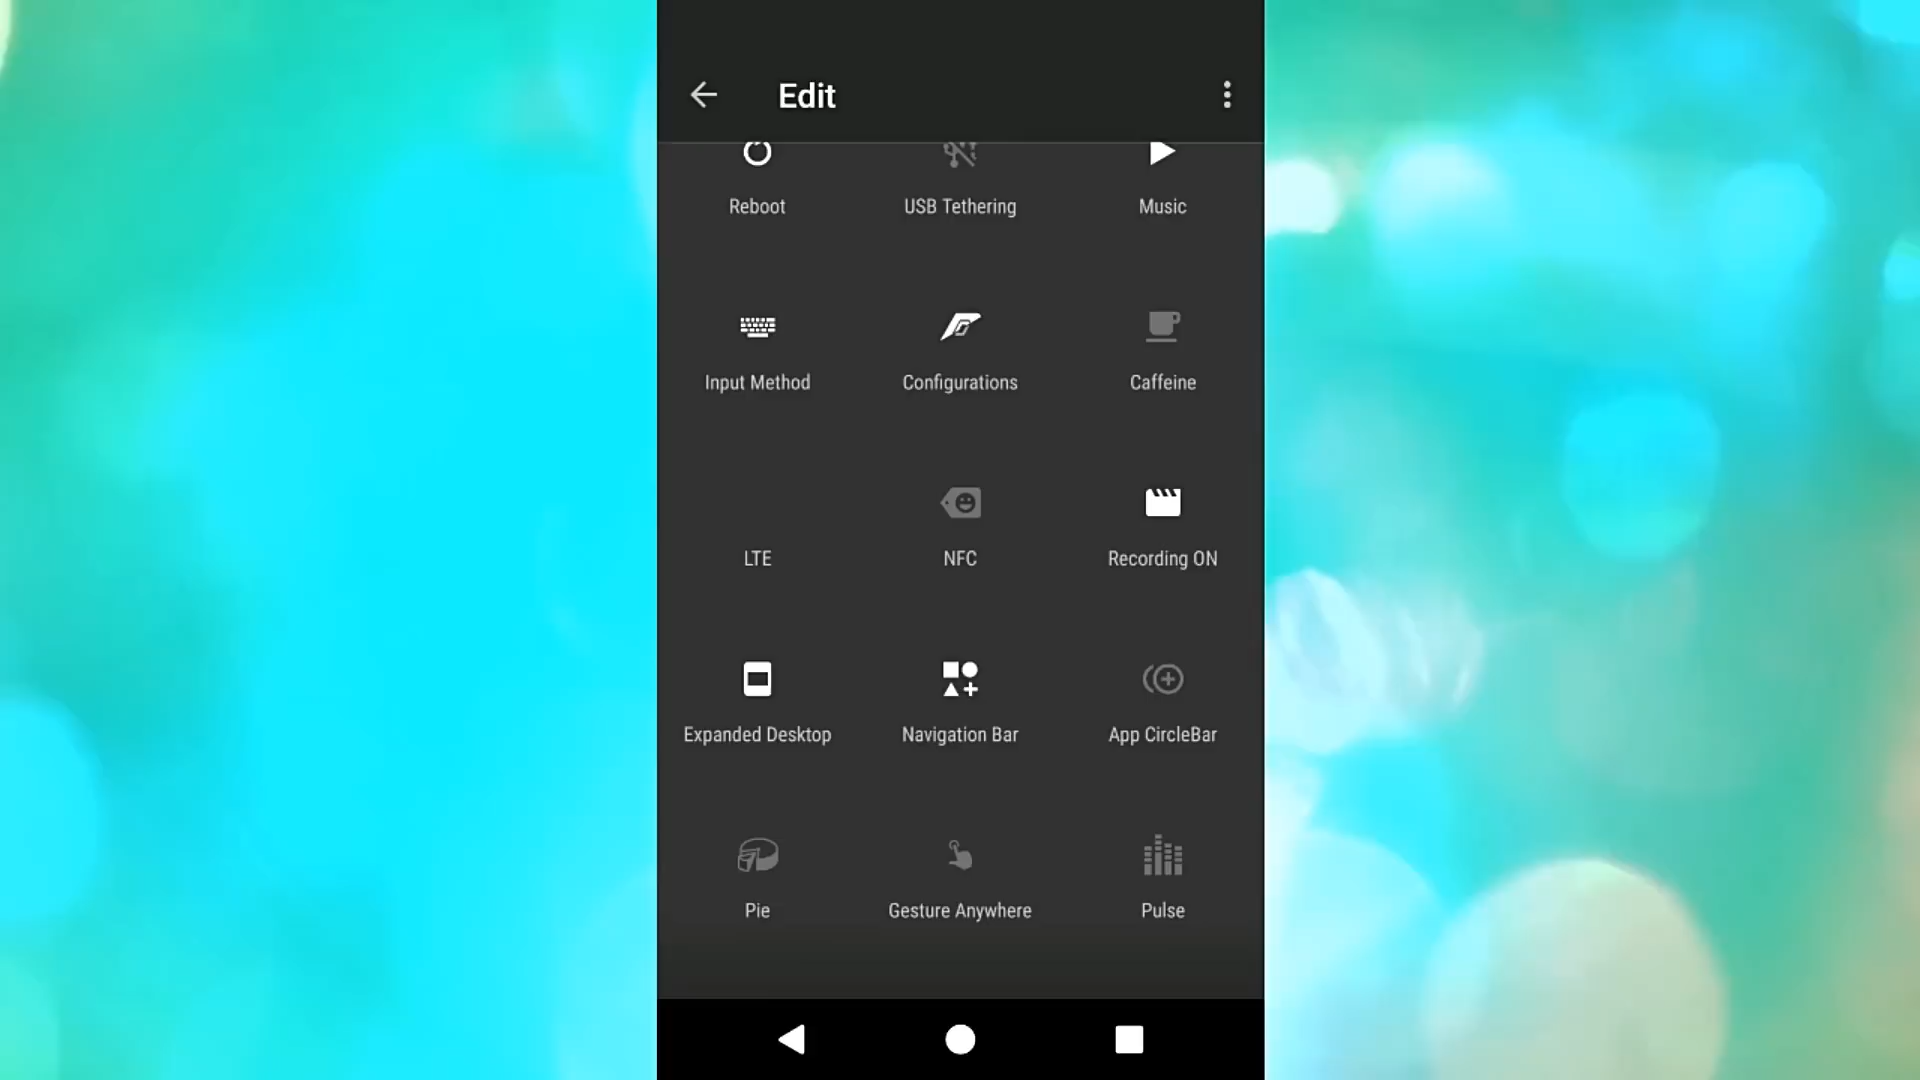 Edit
Reboot
USB Tethering
Music
Input Method
Configurations
Caffeine
LTE
NFC
Recording ON
Expanded Desktop
Navigation Bar
App CircleBar
Pie
Gesture Anywhere
Pulse